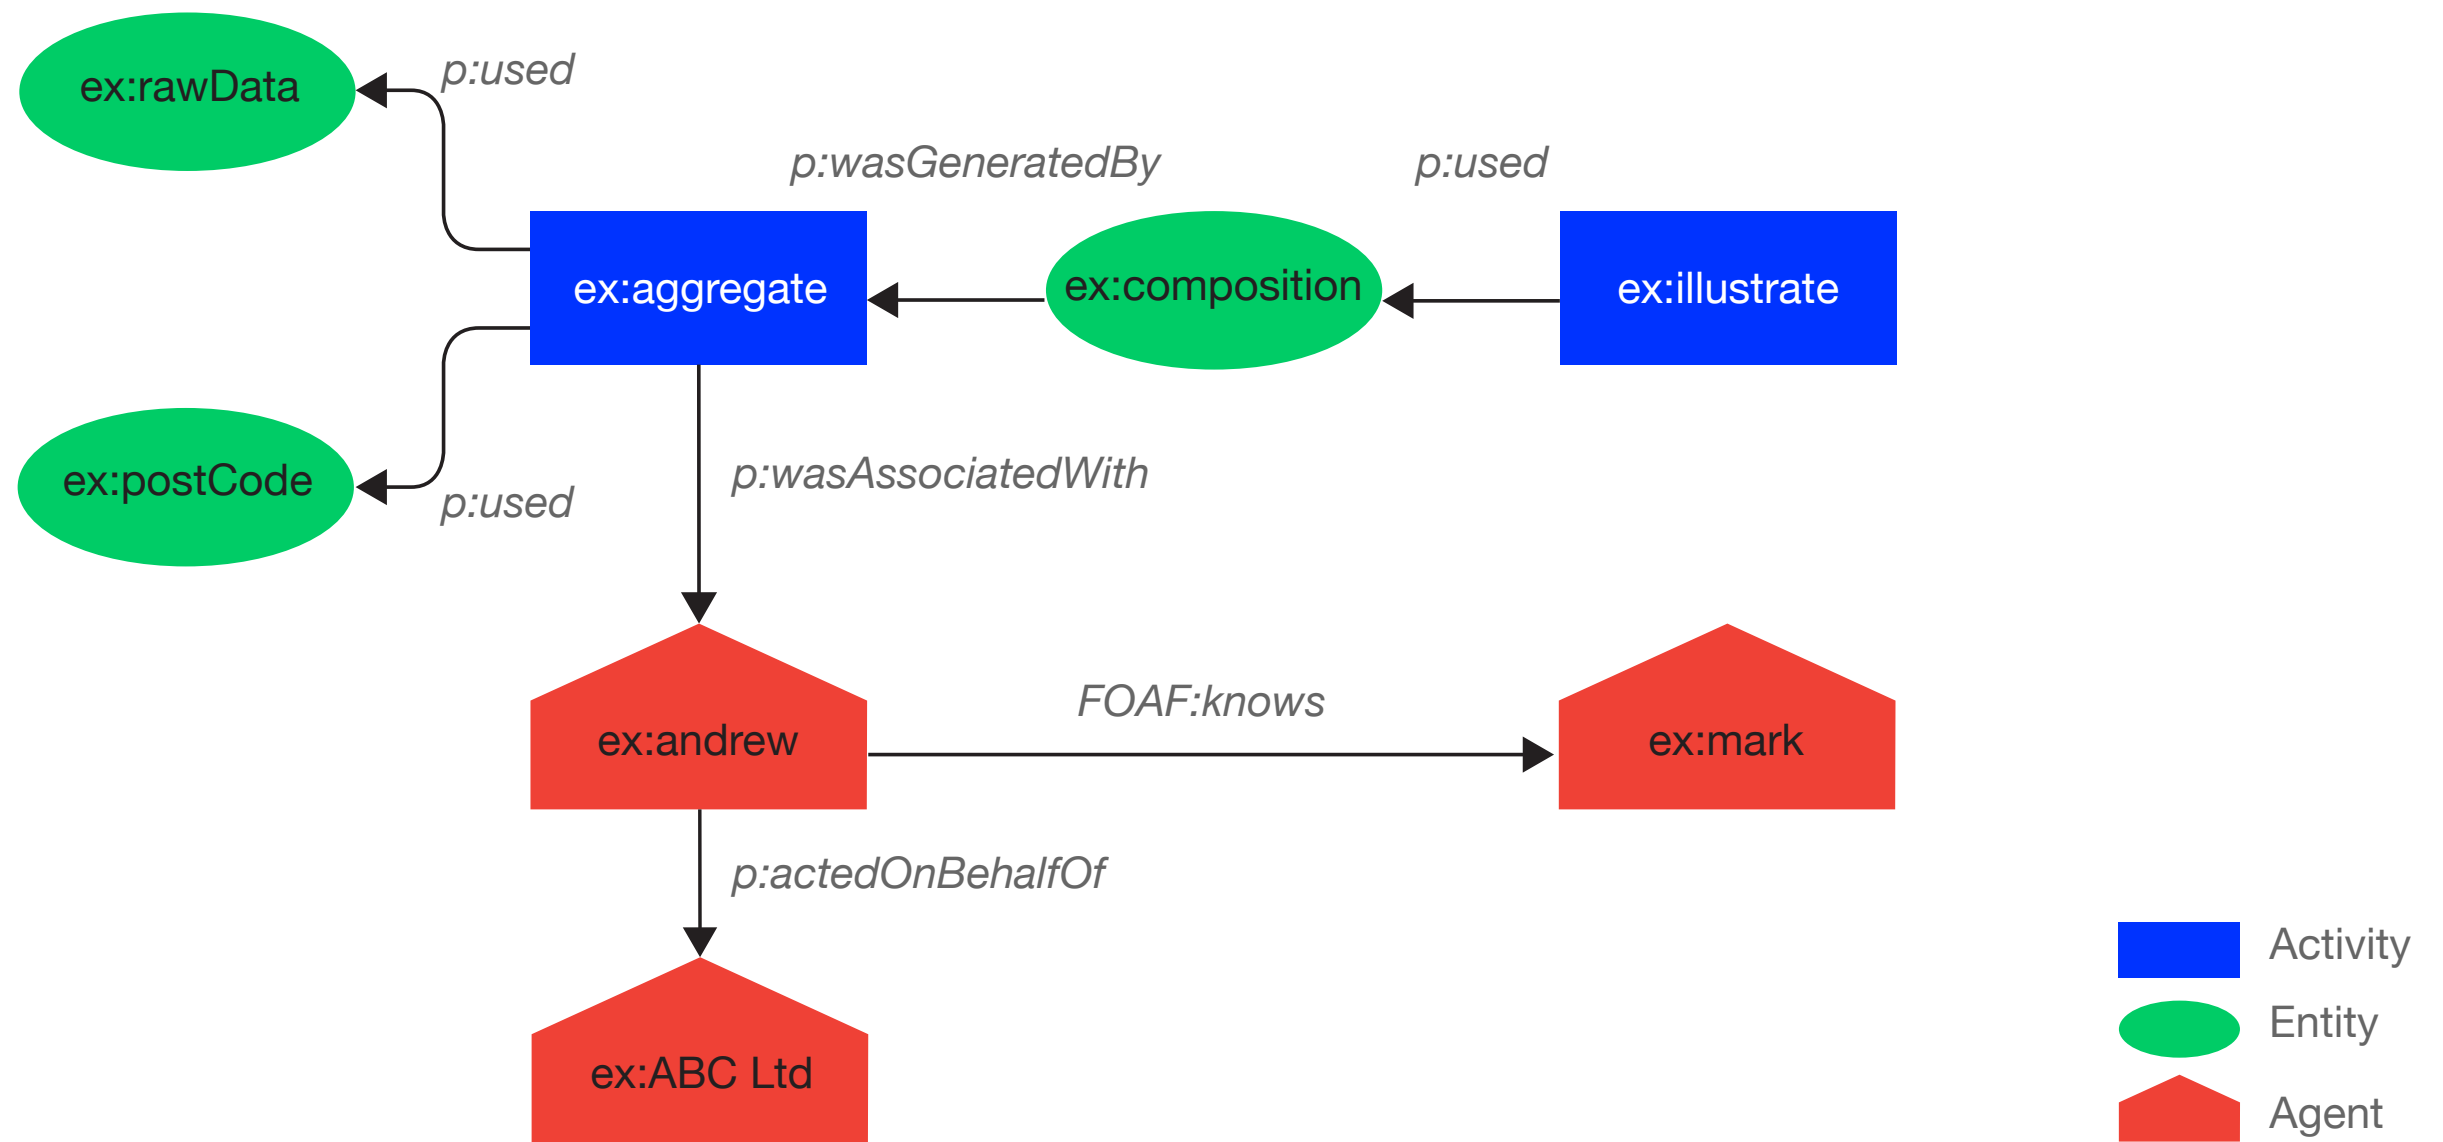 ex:rawData
p:used
p:wasGeneratedBy
p:used
ex:aggregate
ex:composition
ex:illustrate
ex:postCode
p:used
p:wasAssociatedWith
ex:andrew
FOAF:knows
ex:mark
p:actedOnBehalfOf
ex:ABC Ltd
Activity
Entity
Agent